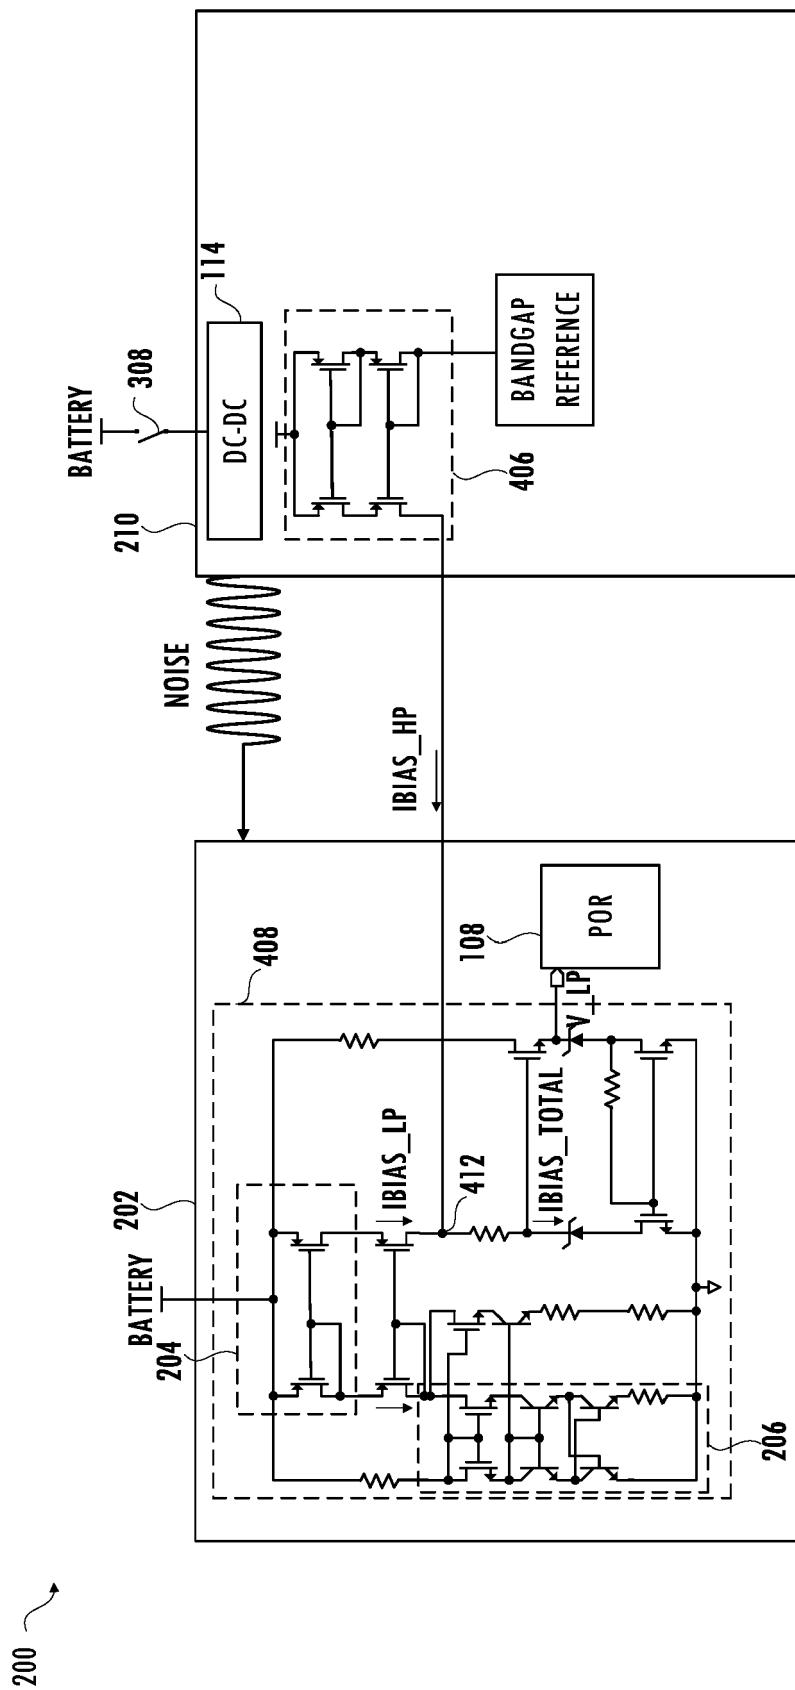 200
BATTERY
202
204
206
408
IBIAS_LP
412
IBIAS_TOTAL
V_LP
108
POR
NOISE
IBIAS_HP
210
BATTERY
308
114
DC-DC
406
BANDGAP
REFERENCE